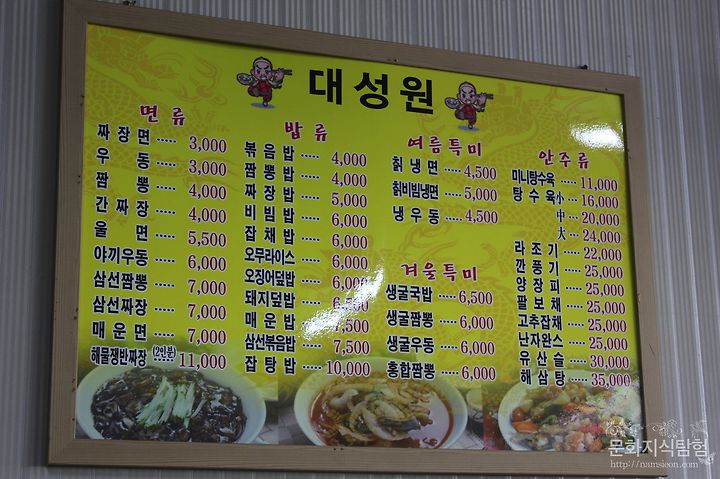 대성원
면류
짜장면 ····· 3,000
우동 ····· 3,000
짬뽕 ····· 4,000
간짜장 ····· 4,000
울면 ····· 5,500
야끼우동 ····· 6,000
삼선짬뽕 ····· 7,000
삼선짜장 ····· 7,000
매운면 ····· 7,000
해물쟁반짜장 (2인분) 11,000
밥류
볶음밥 ····· 4,000
짬뽕밥 ····· 4,000
짜장밥 ····· 5,000
비빔밥 ····· 6,000
잡채밥 ····· 6,000
오무라이스 ····· 6,000
오징어덮밥 ····· 6,000
돼지덮밥 ····· 6,500
매운밥 ·····
삼선볶음밥 ····· 7,500
잡탕밥 ····· 10,000
여름특미
칡냉면 ····· 4,500
칡비빔냉면 ····· 5,000
냉우동 ····· 4,500
겨울특미
생굴국밥 ····· 6,500
생굴짬뽕 ····· 6,000
생굴우동 ····· 6,000
홍합짬뽕 ····· 6,000
안주류
미니탕수육 ···· 11,000
탕수육 小 ···· 16,000
中 ···· 20,000
大 ···· 24,000
라조기 ····· 22,000
깐풍기 ····· 25,000
양장피 ····· 25,000
팔보채 ····· 25,000
고추잡채 ····· 25,000
난자완스 ····· 25,000
유산슬 ····· 30,000
해삼탕 ····· 35,000
문화지식탐험
http://nansieon.com/